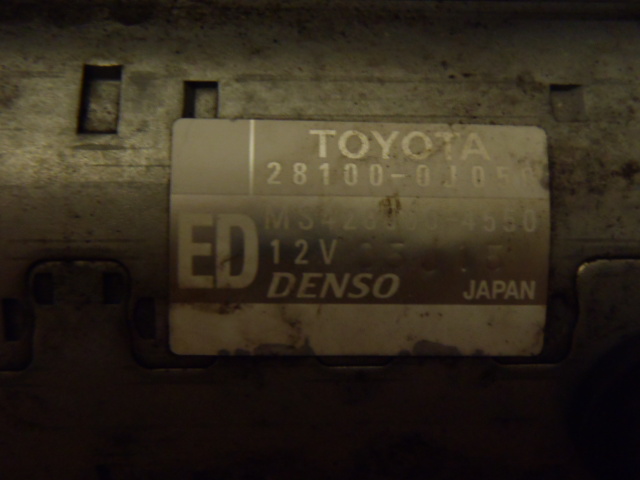 TOYOTA
28100-0J050
ED
12V
DENSO
JAPAN